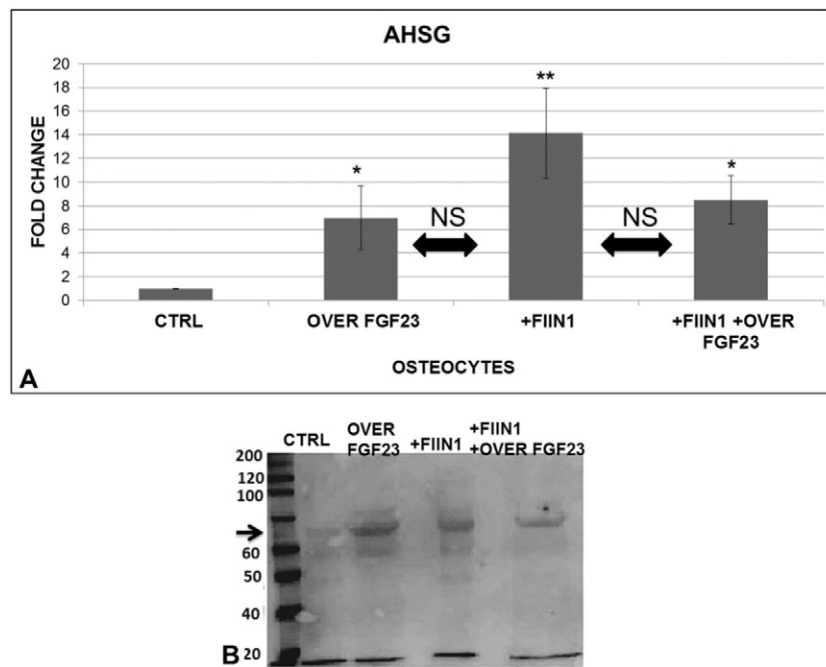 AHSG
FOLD CHANGE
20
18
16
14
12
10
8
6
4
2
0
*
**
*
NS
NS
CTRL
OVER FGF23
+FIIN1
+FIIN1 +OVER
FGF23
OSTEOCYTES
A
CTRL
OVER
FGF23
+FIIN1
+FIIN1
+OVER FGF23
200
120
100
60
50
40
20
B